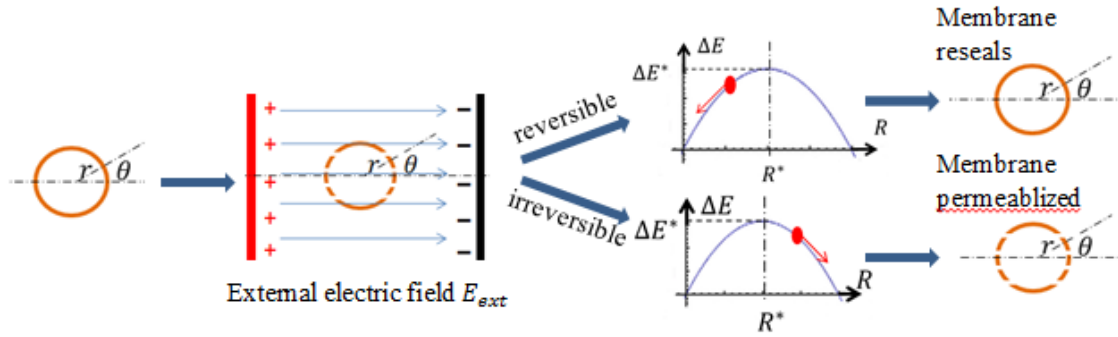 r θ
+ −
+ −
+ −
+ −
+ −
r θ
External electric field E_ext
reversible
irreversible
ΔE
ΔE*
R
R*
ΔE
ΔE*
R
R*
Membrane
reseals
r θ
Membrane
permeablized
r θ